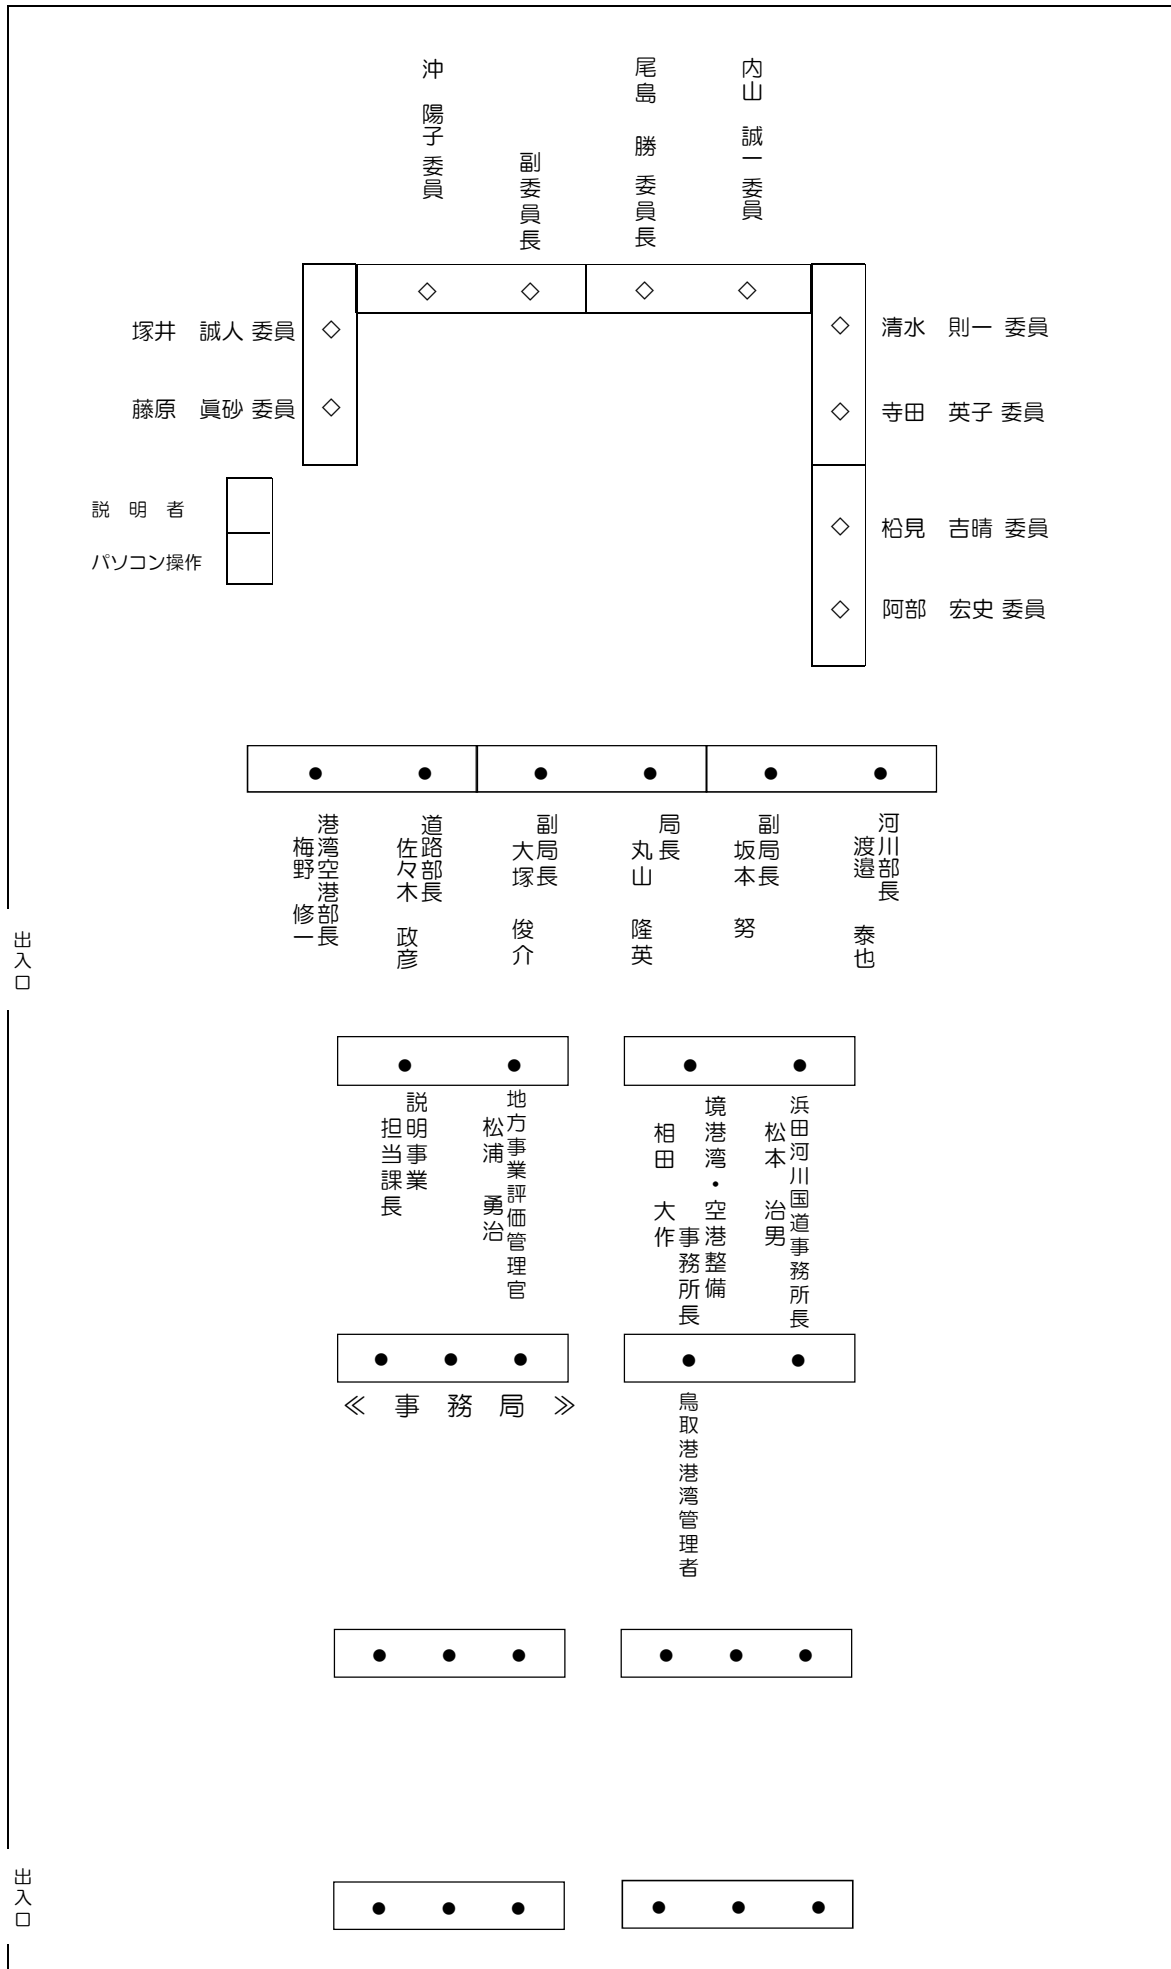 沖　陽子 委員
副委員長
尾島　勝 委員長
内山　誠一 委員
塚井　誠人 委員
藤原　眞砂 委員
清水　則一 委員
寺田　英子 委員
柗見　吉晴 委員
阿部　宏史 委員
説　明　者
パソコン操作
港湾空港部長
梅野　修一
道路部長
佐々木　政彦
副局長
大塚　俊介
局長
丸山　隆英
副局長
坂本　努
河川部長
渡邉　泰也
出入口
説明事業
担当課長
地方事業評価管理官
松浦　勇治
境港湾・空港整備
事務所長
相田　大作
浜田河川国道事務所長
松本　治男
≪　事　務　局　≫
鳥取港港湾管理者
出入口